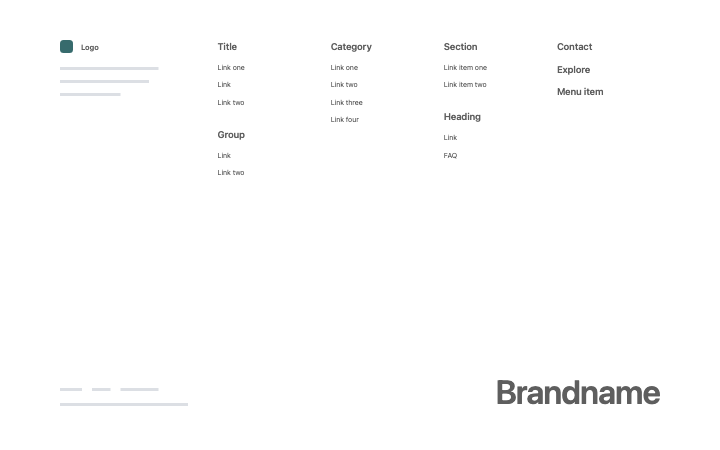 Logo
Title
Link one
Link
Link two
Group
Link
Link two
Category
Link one
Link two
Link three
Link four
Section
Link item one
Link item two
Heading
Link
FAQ
Contact
Explore
Menu item
Brandname